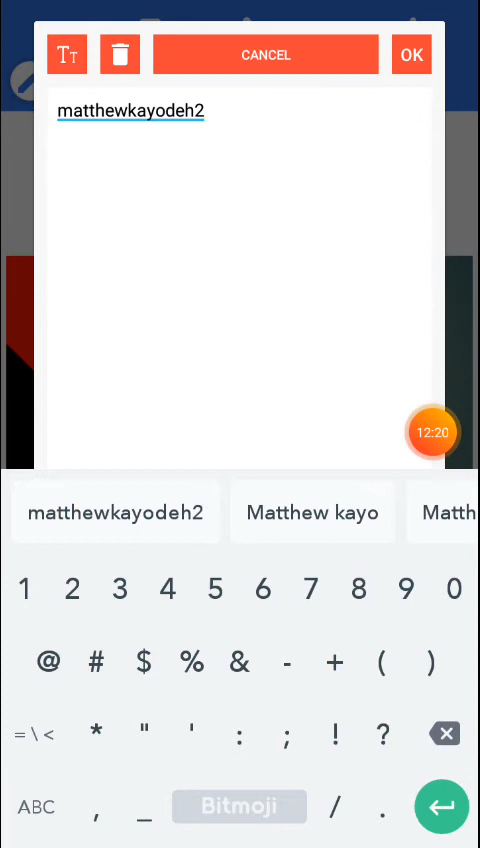 TT CANCEL OK
matthewkayodeh2
12:20
matthewkayodeh2 Matthew kayo Matth
1 2 3 4 5 6 7 8 9 0
@ # $ % & - + ( )
= \ < * " ' : ; ! ?
ABC , _ Bitmoji / .